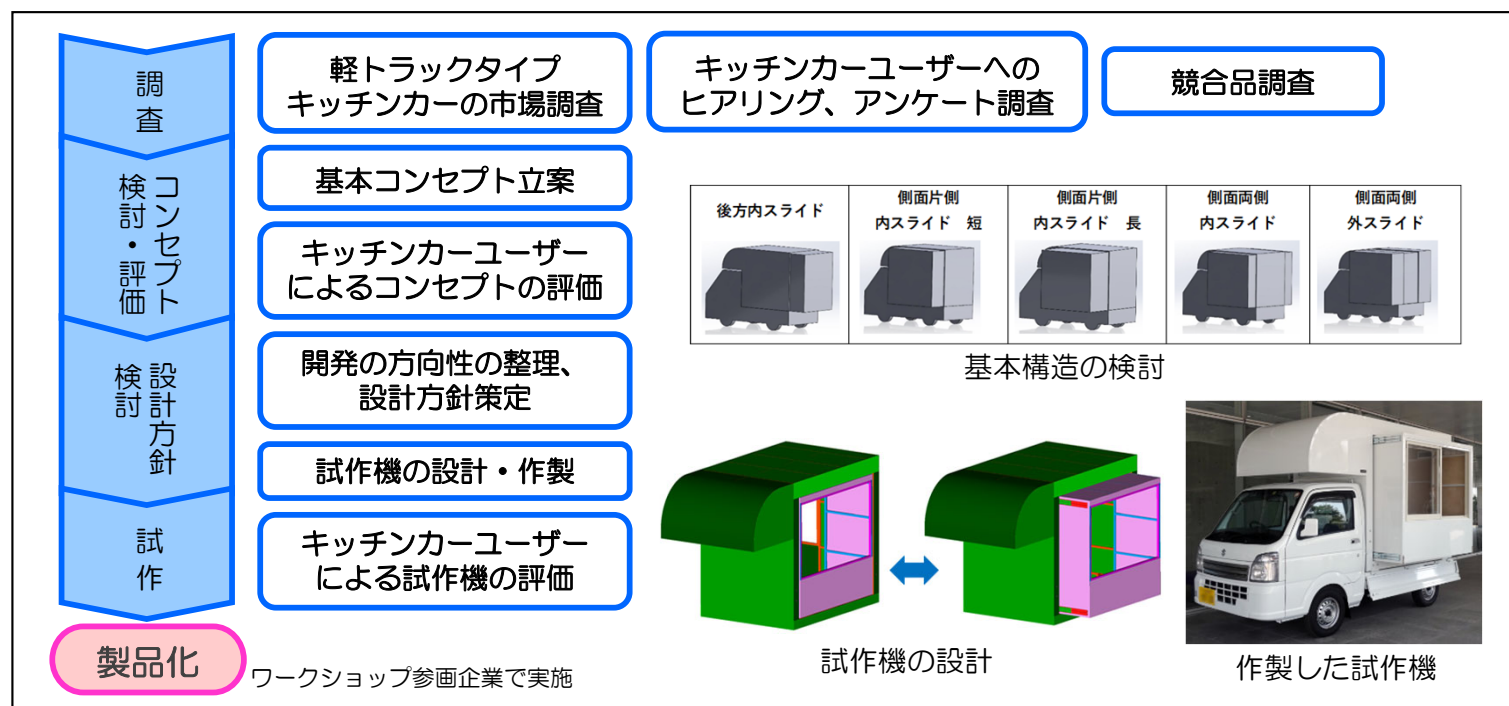 調査
軽トラックタイプ
キッチンカーの市場調査
キッチンカーユーザーへの
ヒアリング、アンケート調査
競合品調査
コンセプト
検討・評価
基本コンセプト立案
キッチンカーユーザー
によるコンセプトの評価
後方内スライド
側面片側
内スライド 短
側面片側
内スライド 長
側面両側
内スライド
側面両側
外スライド
基本構造の検討
設計方針
検討
開発の方向性の整理、
設計方針策定
試作機の設計・作製
試作
キッチンカーユーザー
による試作機の評価
試作機の設計
作製した試作機
製品化
ワークショップ参画企業で実施